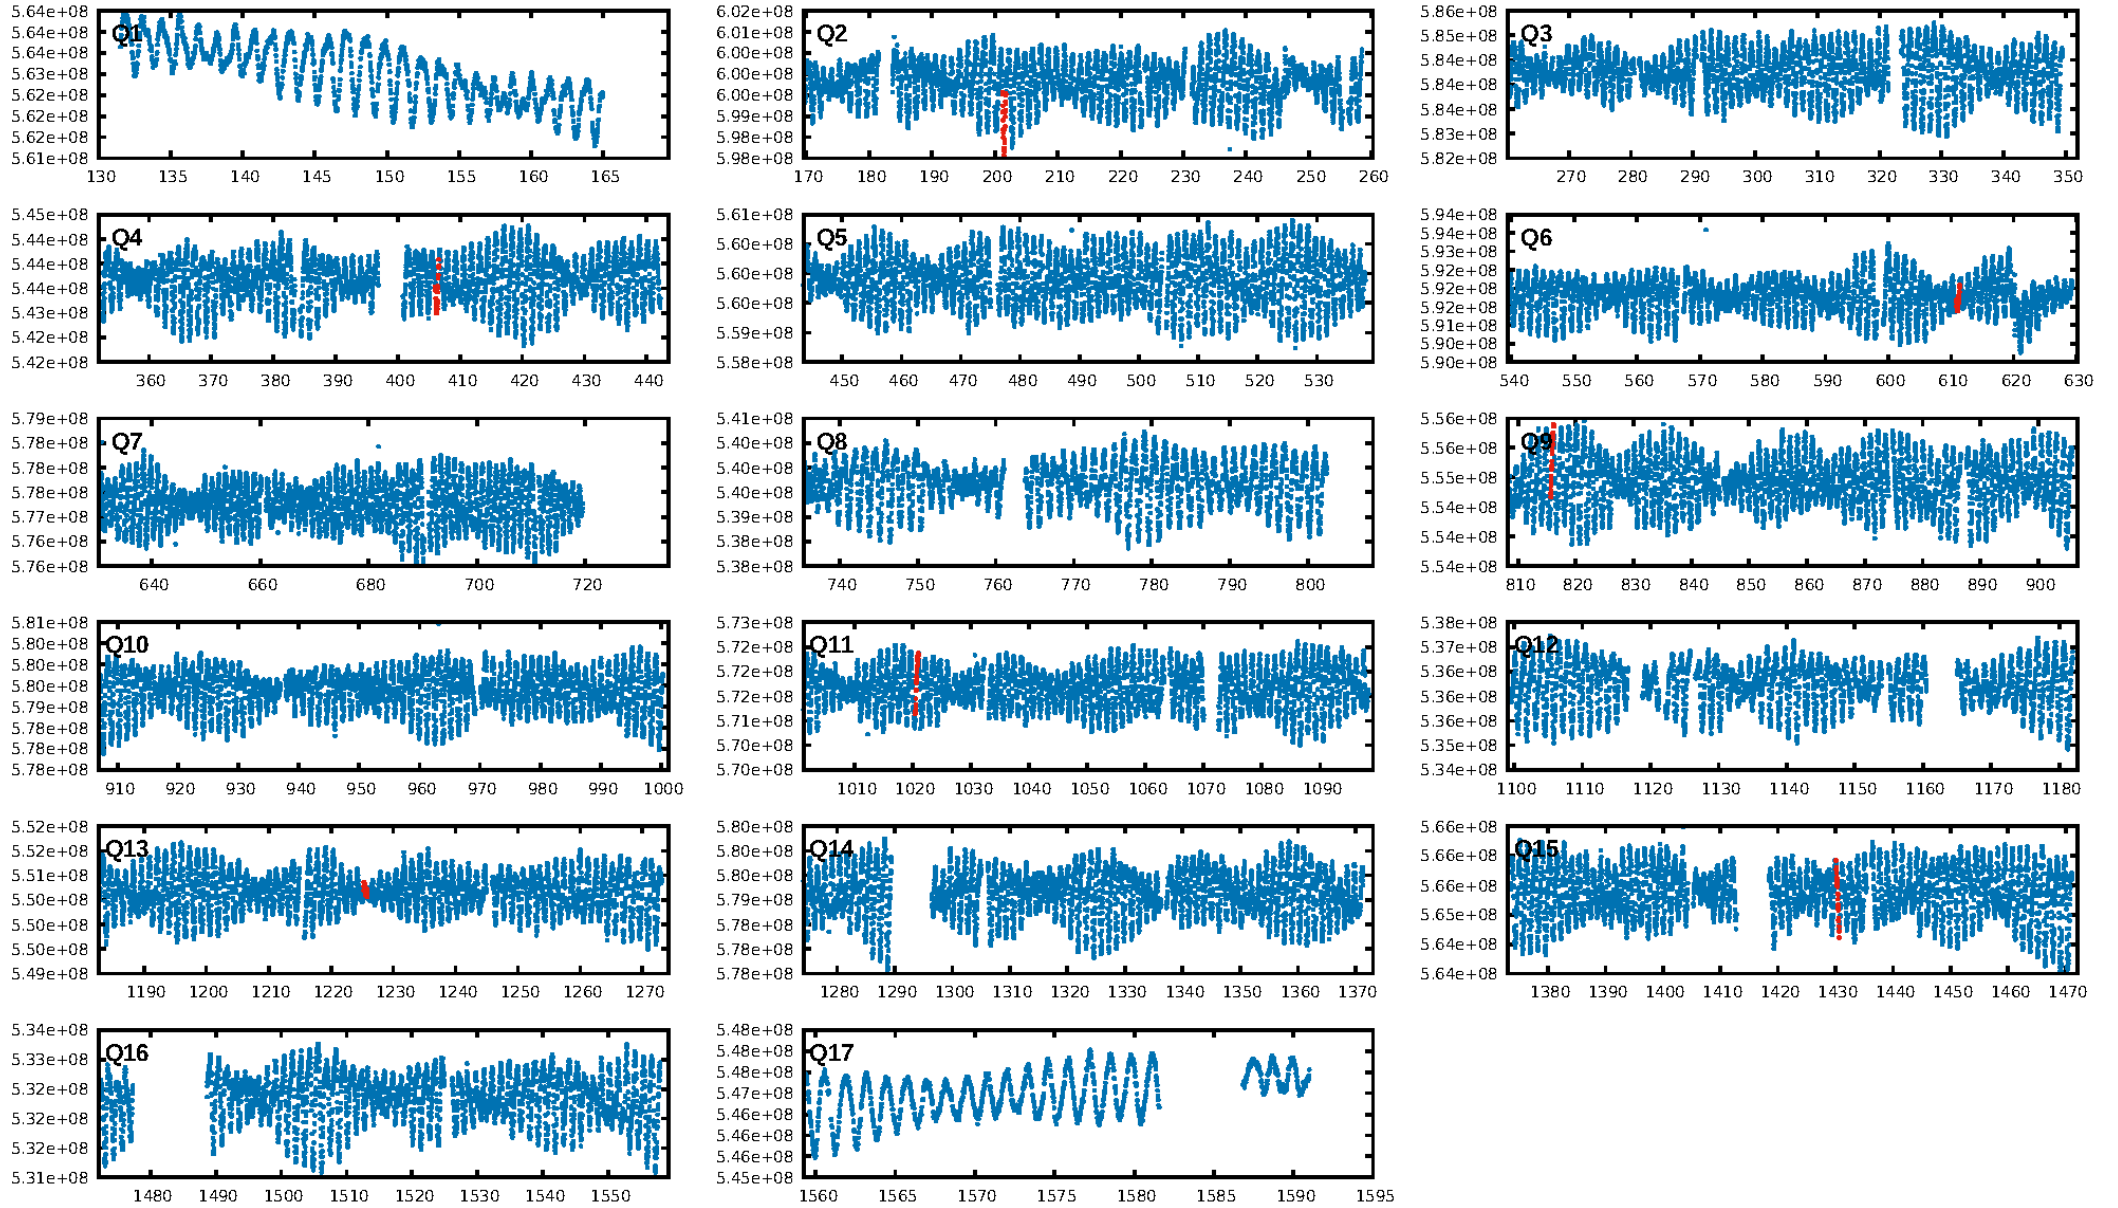 5.64e+08 Q1 6.02e+08 Q2 5.86e+08 Q3
5.64e+08 6.01e+08 5.85e+08
5.63e+08 6.00e+08 5.84e+08
5.62e+08 6.00e+08 5.84e+08
5.62e+08 5.99e+08 5.83e+08
5.61e+08 5.98e+08 5.82e+08
5.98e+08
130 135 140 145 150 155 160 165
170 180 190 200 210 220 230 240 250 260
270 280 290 300 310 320 330 340 350
5.45e+08 Q4 5.61e+08 Q5 5.94e+08 Q6
5.44e+08 5.60e+08 5.94e+08
5.44e+08 5.60e+08 5.93e+08
5.44e+08 5.60e+08 5.92e+08
5.43e+08 5.59e+08 5.92e+08
5.42e+08 5.58e+08 5.91e+08
5.42e+08 5.90e+08
5.90e+08
360 370 380 390 400 410 420 430 440
450 460 470 480 490 500 510 520 530
540 550 560 570 580 590 600 610 620 630
5.79e+08 Q7 5.41e+08 Q8 5.56e+08 Q9
5.78e+08 5.40e+08 5.56e+08
5.78e+08 5.40e+08 5.55e+08
5.78e+08 5.40e+08 5.54e+08
5.77e+08 5.39e+08 5.54e+08
5.76e+08 5.38e+08 5.54e+08
5.76e+08 5.38e+08
640 660 680 700 720
740 750 760 770 780 790 800
810 820 830 840 850 860 870 880 890 900
5.81e+08 Q10 5.73e+08 Q11 5.38e+08 Q12
5.80e+08 5.72e+08 5.37e+08
5.80e+08 5.72e+08 5.36e+08
5.80e+08 5.72e+08 5.36e+08
5.79e+08 5.71e+08 5.36e+08
5.78e+08 5.70e+08 5.35e+08
5.78e+08 5.70e+08 5.34e+08
5.78e+08
910 920 930 940 950 960 970 980 990 1000
1010 1020 1030 1040 1050 1060 1070 1080 1090
1100 1110 1120 1130 1140 1150 1160 1170 1180
5.52e+08 Q13 5.80e+08 Q14 5.66e+08 Q15
5.52e+08 5.80e+08 5.66e+08
5.51e+08 5.79e+08 5.66e+08
5.50e+08 5.79e+08 5.65e+08
5.50e+08 5.78e+08 5.64e+08
5.50e+08 5.78e+08 5.64e+08
5.49e+08 5.78e+08
1190 1200 1210 1220 1230 1240 1250 1260 1270
1280 1290 1300 1310 1320 1330 1340 1350 1360 1370
1380 1390 1400 1410 1420 1430 1440 1450 1460 1470
5.34e+08 Q16 5.48e+08 Q17
5.33e+08 5.48e+08
5.32e+08 5.48e+08
5.32e+08 5.47e+08
5.32e+08 5.46e+08
5.31e+08 5.46e+08
5.46e+08
5.45e+08
1480 1490 1500 1510 1520 1530 1540 1550
1560 1565 1570 1575 1580 1585 1590 1595